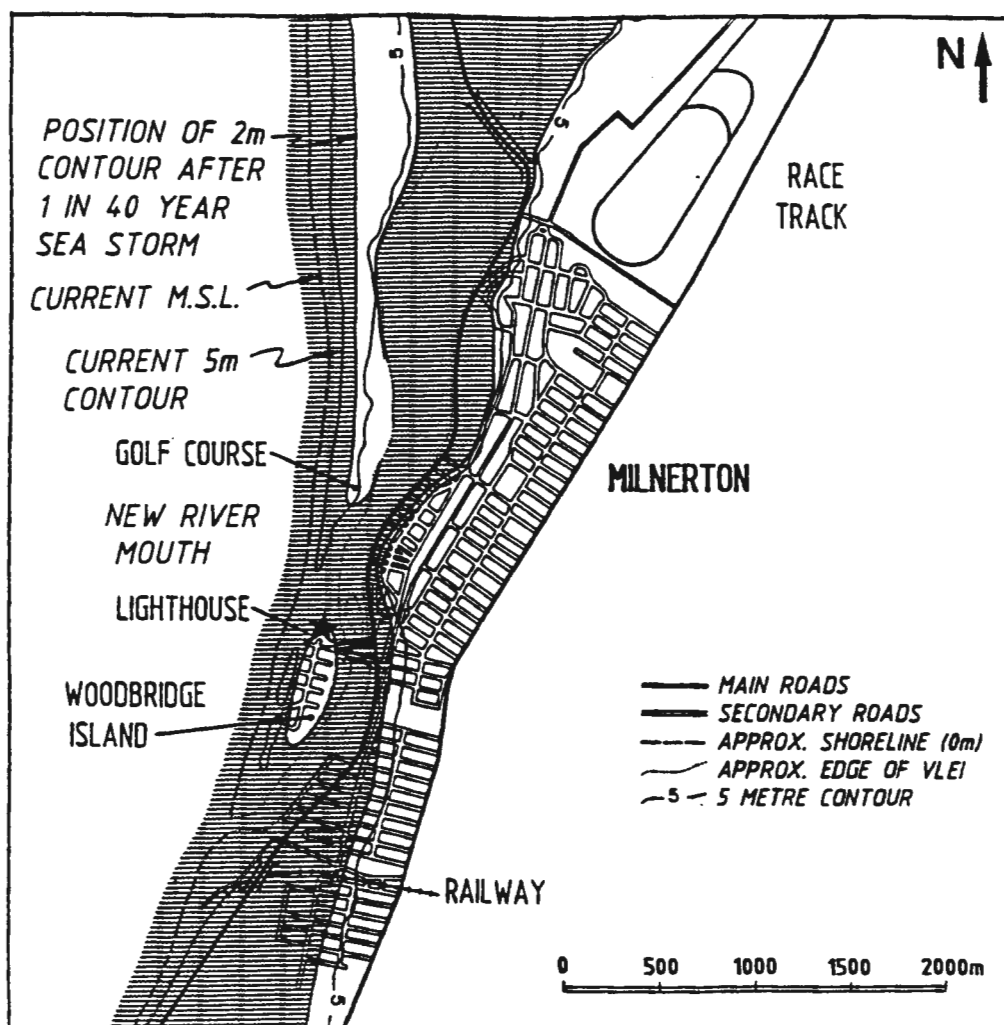 N
5
5
POSITION OF 2m
CONTOUR AFTER
1 IN 40 YEAR
SEA STORM
RACE
TRACK
CURRENT M.S.L.
CURRENT 5m
CONTOUR
GOLF COURSE
MILNERTON
NEW RIVER
MOUTH
LIGHTHOUSE
WOODBRIDGE
ISLAND
MAIN ROADS
SECONDARY ROADS
APPROX. SHORELINE (0m)
APPROX. EDGE OF VLEI
5 5 METRE CONTOUR
RAILWAY
0 500 1000 1500 2000m
5